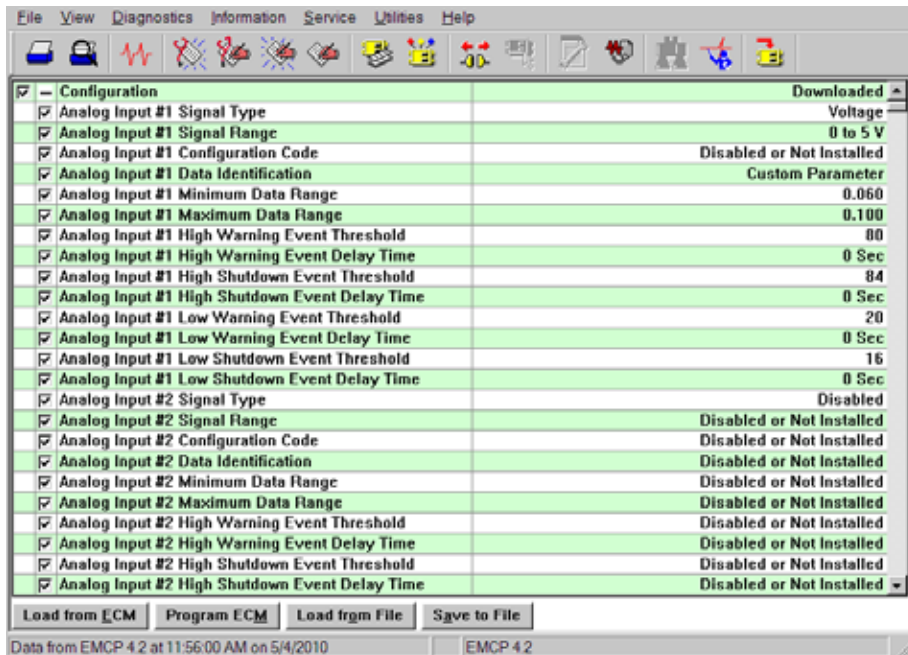 File View Diagnostics Information Service Utilities Help
Configuration Downloaded
Analog Input #1 Signal Type Voltage
Analog Input #1 Signal Range 0 to 5 V
Analog Input #1 Configuration Code Disabled or Not Installed
Analog Input #1 Data Identification Custom Parameter
Analog Input #1 Minimum Data Range 0.060
Analog Input #1 Maximum Data Range 0.100
Analog Input #1 High Warning Event Threshold 80
Analog Input #1 High Warning Event Delay Time 0 Sec
Analog Input #1 High Shutdown Event Threshold 84
Analog Input #1 High Shutdown Event Delay Time 0 Sec
Analog Input #1 Low Warning Event Threshold 20
Analog Input #1 Low Warning Event Delay Time 0 Sec
Analog Input #1 Low Shutdown Event Threshold 16
Analog Input #1 Low Shutdown Event Delay Time 0 Sec
Analog Input #2 Signal Type Disabled
Analog Input #2 Signal Range Disabled or Not Installed
Analog Input #2 Configuration Code Disabled or Not Installed
Analog Input #2 Data Identification Disabled or Not Installed
Analog Input #2 Minimum Data Range Disabled or Not Installed
Analog Input #2 Maximum Data Range Disabled or Not Installed
Analog Input #2 High Warning Event Threshold Disabled or Not Installed
Analog Input #2 High Warning Event Delay Time Disabled or Not Installed
Analog Input #2 High Shutdown Event Threshold Disabled or Not Installed
Analog Input #2 High Shutdown Event Delay Time Disabled or Not Installed
Load from ECM Program ECM Load from File Save to File
Data from EMCP 4.2 at 11:56:00 AM on 5/4/2010 EMCP 4.2